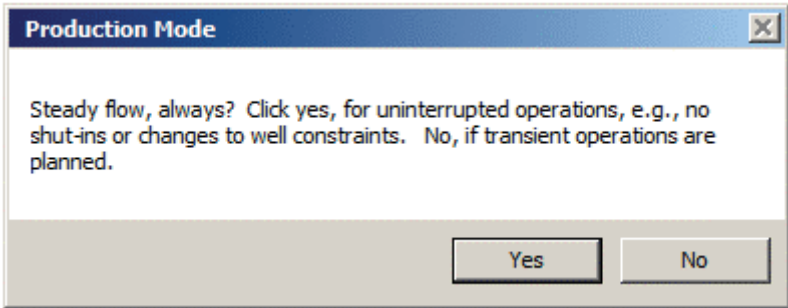 Production Mode
Steady flow, always?  Click yes, for uninterrupted operations, e.g., no
shut-ins or changes to well constraints.   No, if transient operations are
planned.
Yes
No